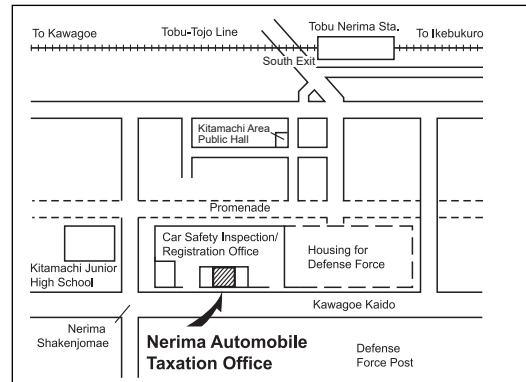 To Kawagoe
Tobu-Tojo Line
Tobu Nerima Sta.
To Ikebukuro
South Exit
Kitamachi Area
Public Hall
Promenade
Car Safety Inspection/
Registration Office
Housing for
Defense Force
Kitamachi Junior
High School
Kawagoe Kaido
Nerima
Shakenjomae
Nerima Automobile
Taxation Office
Defense
Force Post